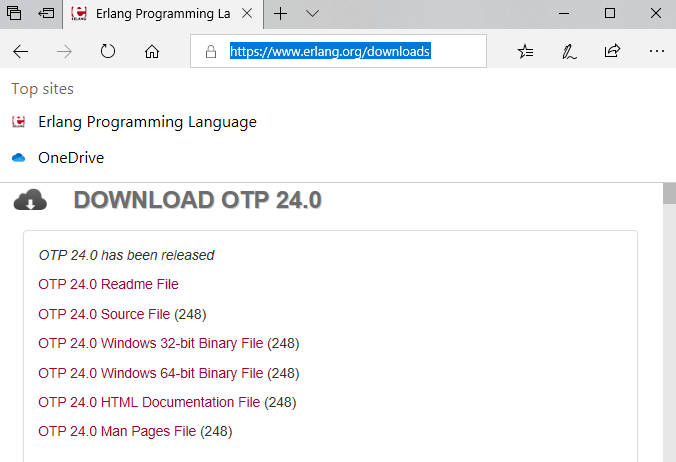 Erlang Programming La
https://www.erlang.org/downloads
Top sites
Erlang Programming Language
OneDrive
DOWNLOAD OTP 24.0
OTP 24.0 has been released
OTP 24.0 Readme File
OTP 24.0 Source File (248)
OTP 24.0 Windows 32-bit Binary File (248)
OTP 24.0 Windows 64-bit Binary File (248)
OTP 24.0 HTML Documentation File (248)
OTP 24.0 Man Pages File (248)